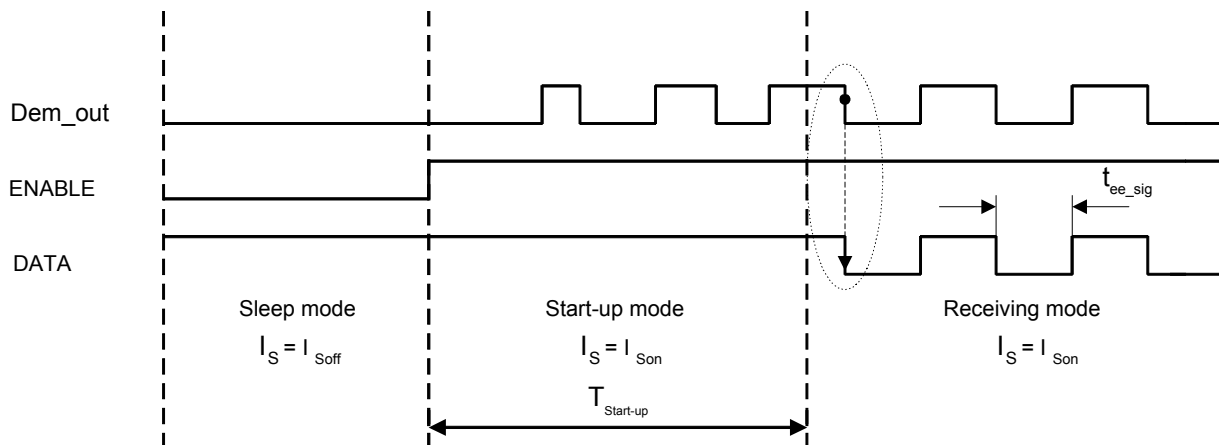 Dem_out
ENABLE
t ee_sig
DATA
Sleep mode
Start-up mode
Receiving mode
I S = I Soff
I S = I Son
I S = I Son
T Start-up